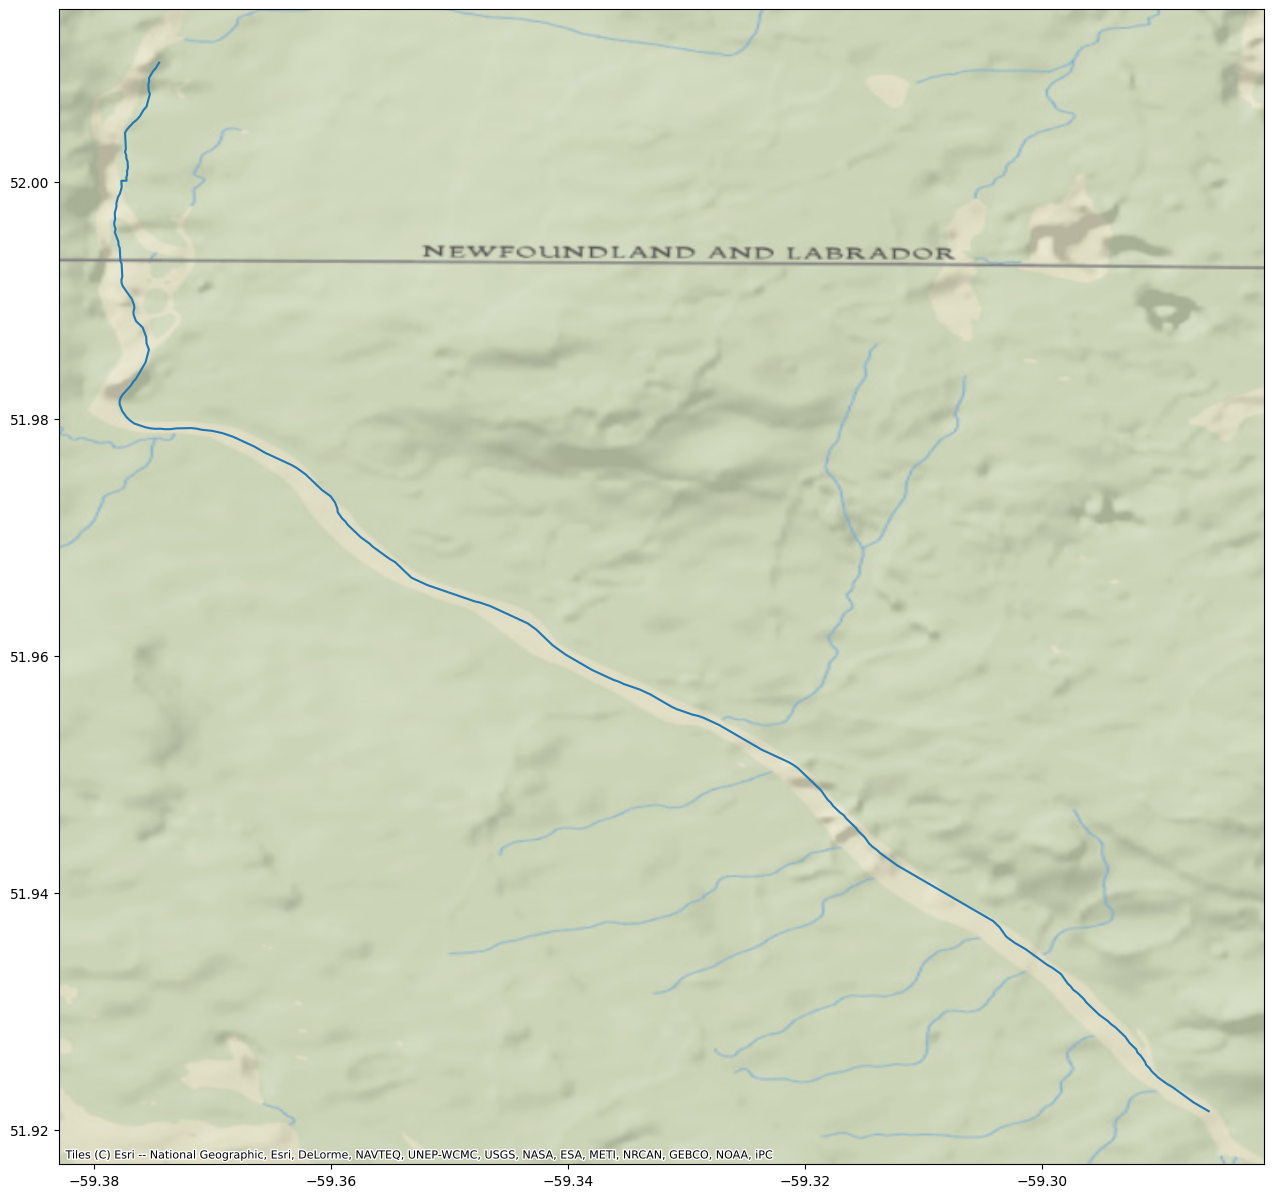 52.00
NEWFOUNDLAND AND LABRADOR
51.98
51.96
51.94
51.92
Tiles (C) Esri -- National Geographic, Esri, DeLorme, NAVTEQ, UNEP-WCMC, USGS, NASA, ESA, METI, NRCAN, GEBCO, NOAA, iPC
−59.38 −59.36 −59.34 −59.32 −59.30